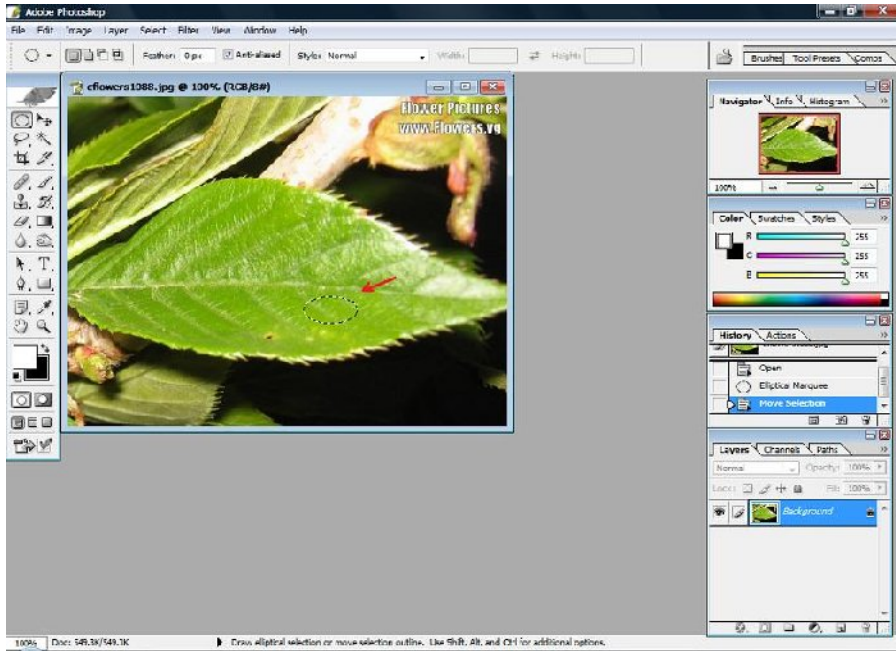 Adobe Photoshop
File Edit Image Layer Select Filter View Window Help
Feather: 0 px Anti-aliased Style: Normal Width: Height:
Brushes Tool Presets Comps
cflowers1088.jpg @ 100% (RGB/8#)
Flower Pictures
www.Flowers.vg
Navigator Info Histogram
100%
Color Swatches Styles
R 255
G 255
B 255
History Actions
Open
Elliptical Marquee
Move Selection
Layers Channels Paths
Normal Opacity: 100%
Lock: Fill: 100%
Background
100% Doc: 549.3K/549.3K Draw elliptical selection or move selection outline. Use Shift, Alt, and Ctrl for additional options.